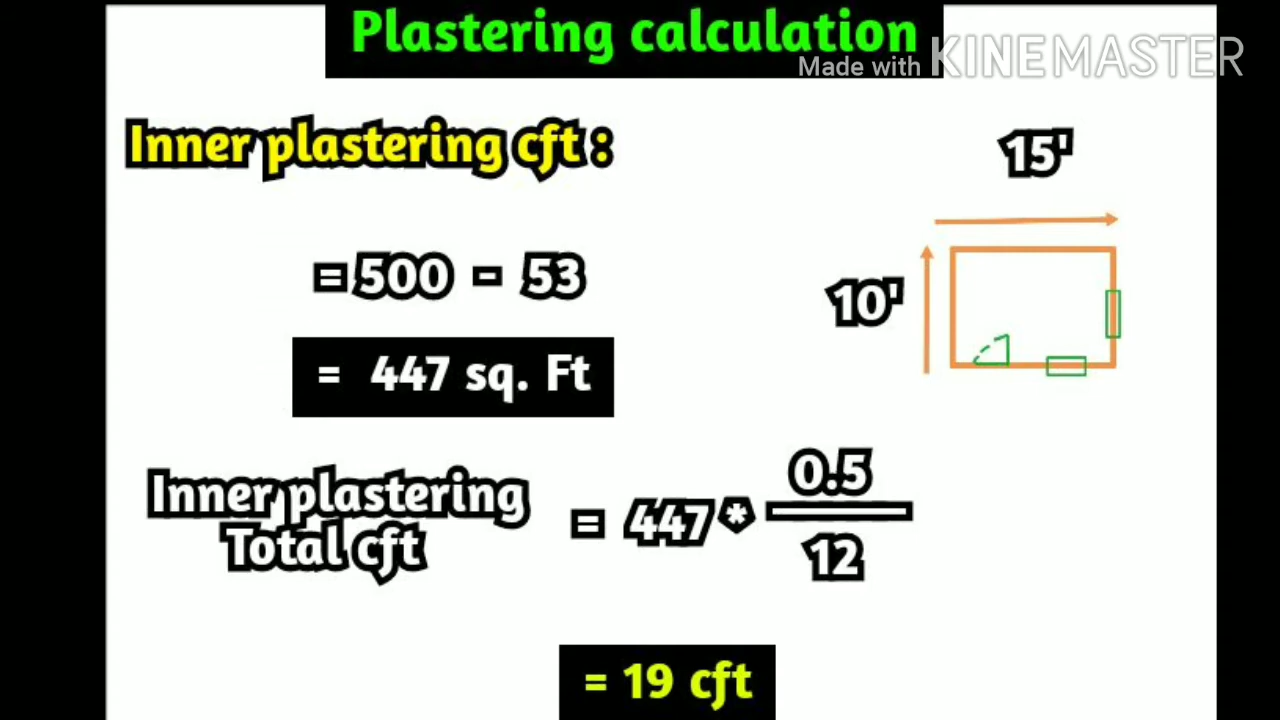 Plastering calculation
Made with KINEMASTER
Inner plastering cft :
15'
= 500 - 53
10'
= 447 sq. Ft
Inner plastering
Total cft
= 447 * 0.5
12
= 19 cft